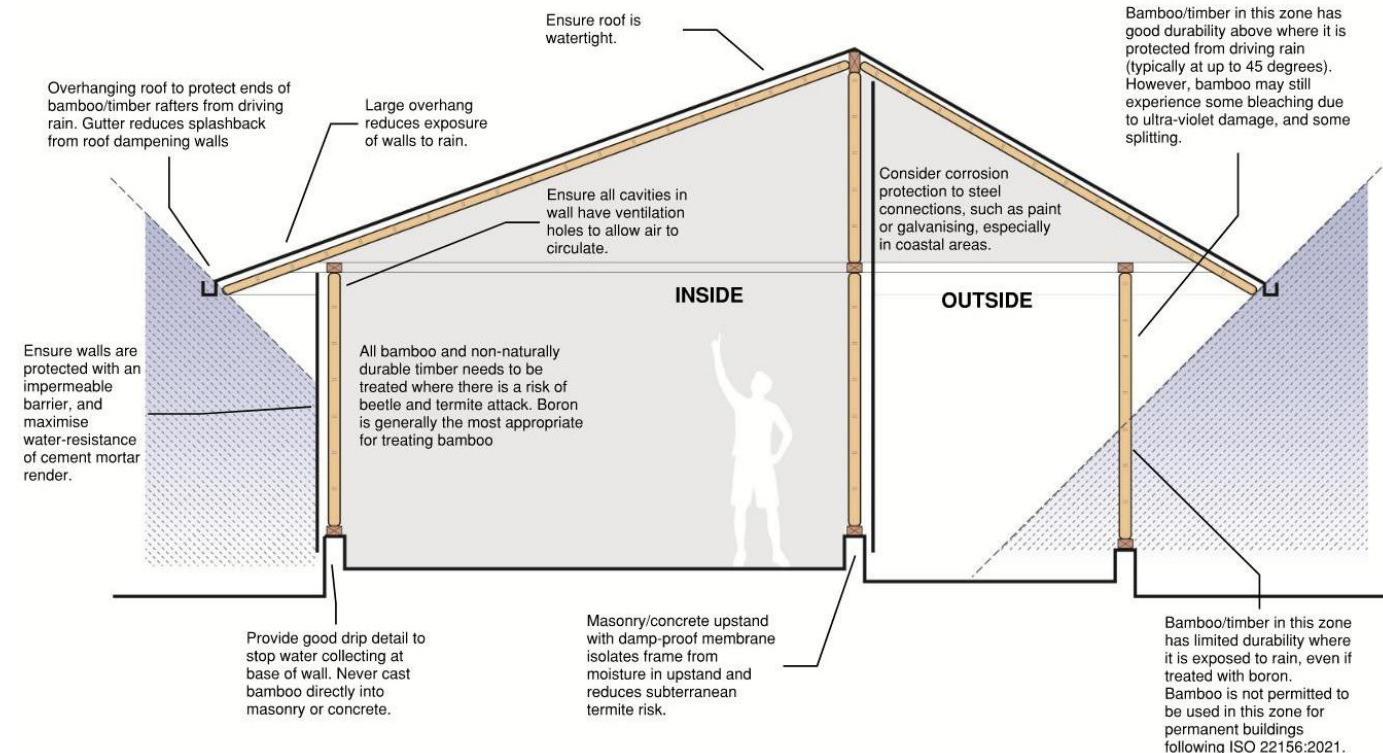 Ensure roof is
watertight.
Bamboo/timber in this zone has
good durability above where it is
protected from driving rain
(typically at up to 45 degrees).
However, bamboo may still
experience some bleaching due
to ultra-violet damage, and some
splitting.
Overhanging roof to protect ends of
bamboo/timber rafters from driving
rain. Gutter reduces splashback
from roof dampening walls
Large overhang
reduces exposure
of walls to rain.
Ensure all cavities in
wall have ventilation
holes to allow air to
circulate.
Consider corrosion
protection to steel
connections, such as paint
or galvanising, especially
in coastal areas.
INSIDE
OUTSIDE
Ensure walls are
protected with an
impermeable
barrier, and
maximise
water-resistance
of cement mortar
render.
All bamboo and non-naturally
durable timber needs to be
treated where there is a risk of
beetle and termite attack. Boron
is generally the most appropriate
for treating bamboo
Provide good drip detail to
stop water collecting at
base of wall. Never cast
bamboo directly into
masonry or concrete.
Masonry/concrete upstand
with damp-proof membrane
isolates frame from
moisture in upstand and
reduces subterranean
termite risk.
Bamboo/timber in this zone
has limited durability where
it is exposed to rain, even if
treated with boron.
Bamboo is not permitted to
be used in this zone for
permanent buildings
following ISO 22156:2021.